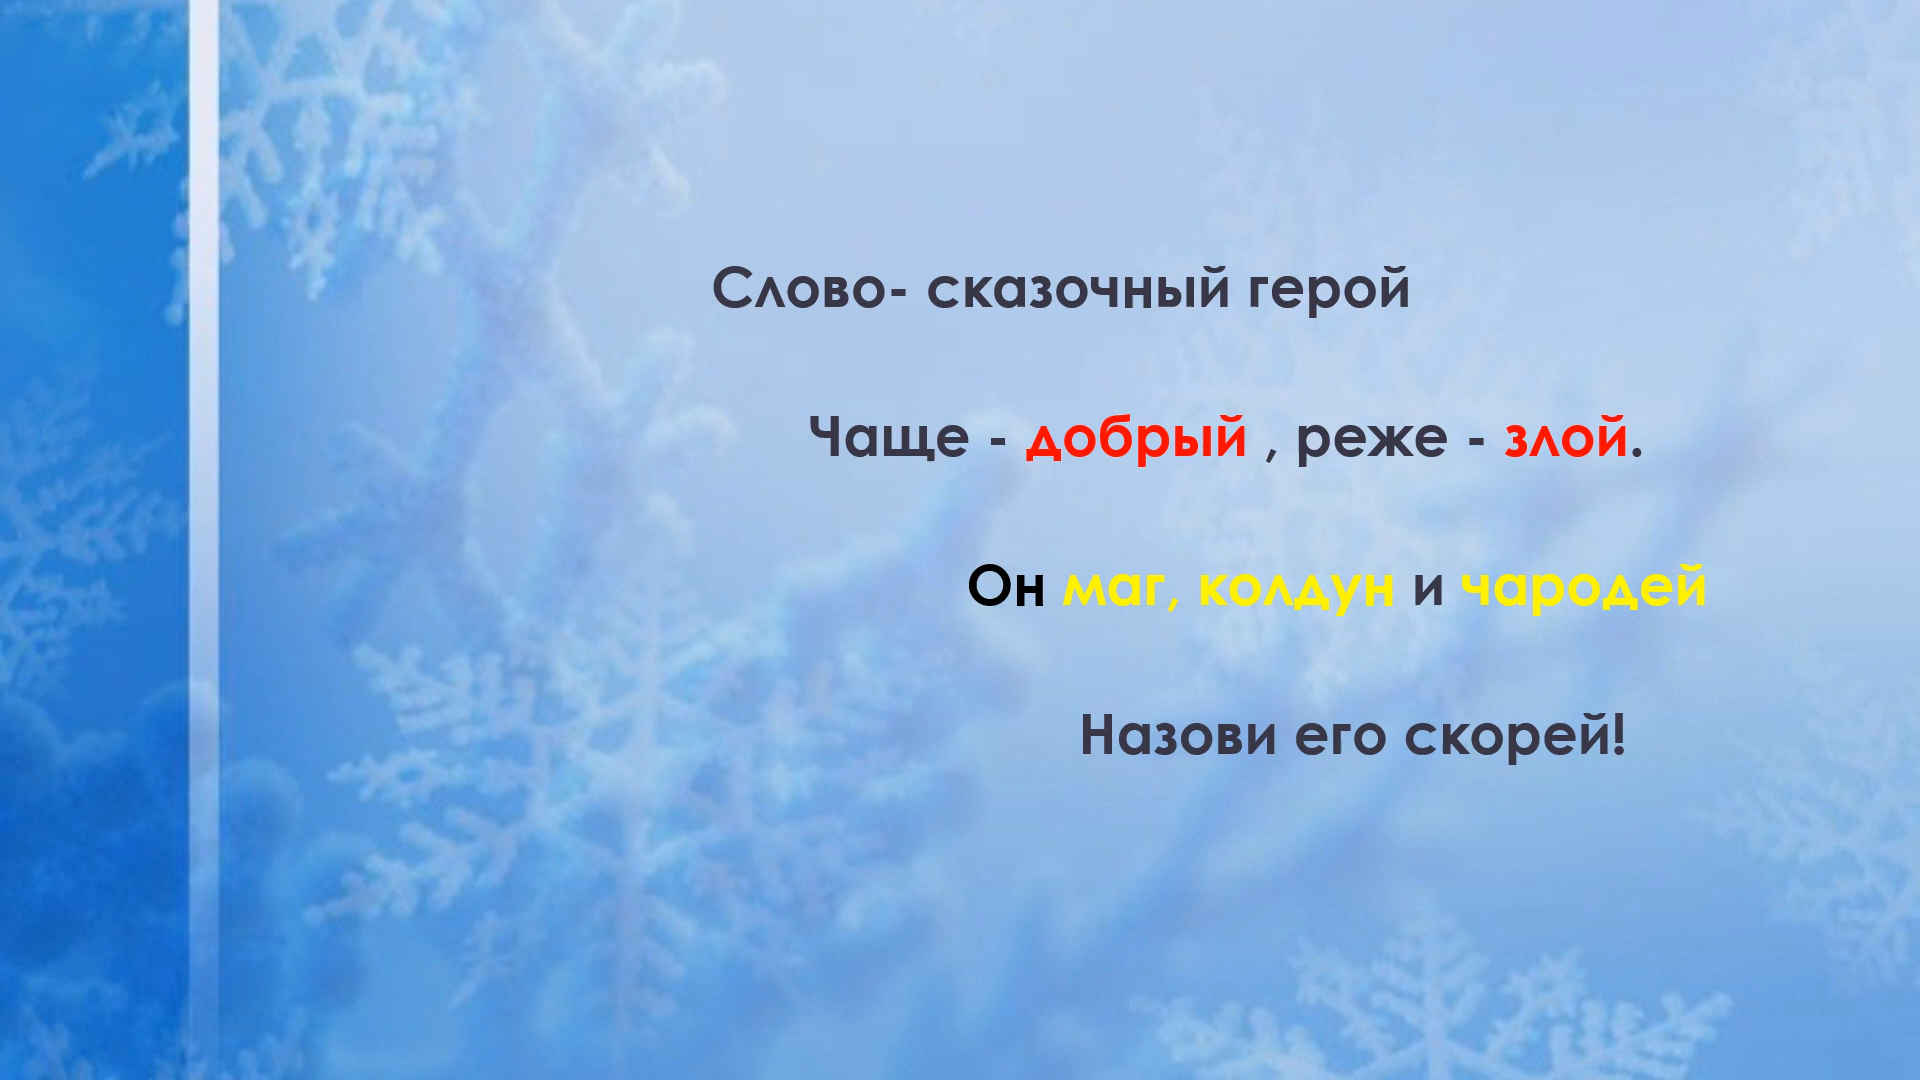 Слово- сказочный герой
Чаще - добрый , реже - злой.
Он маг, колдун и чародей
Назови его скорей!